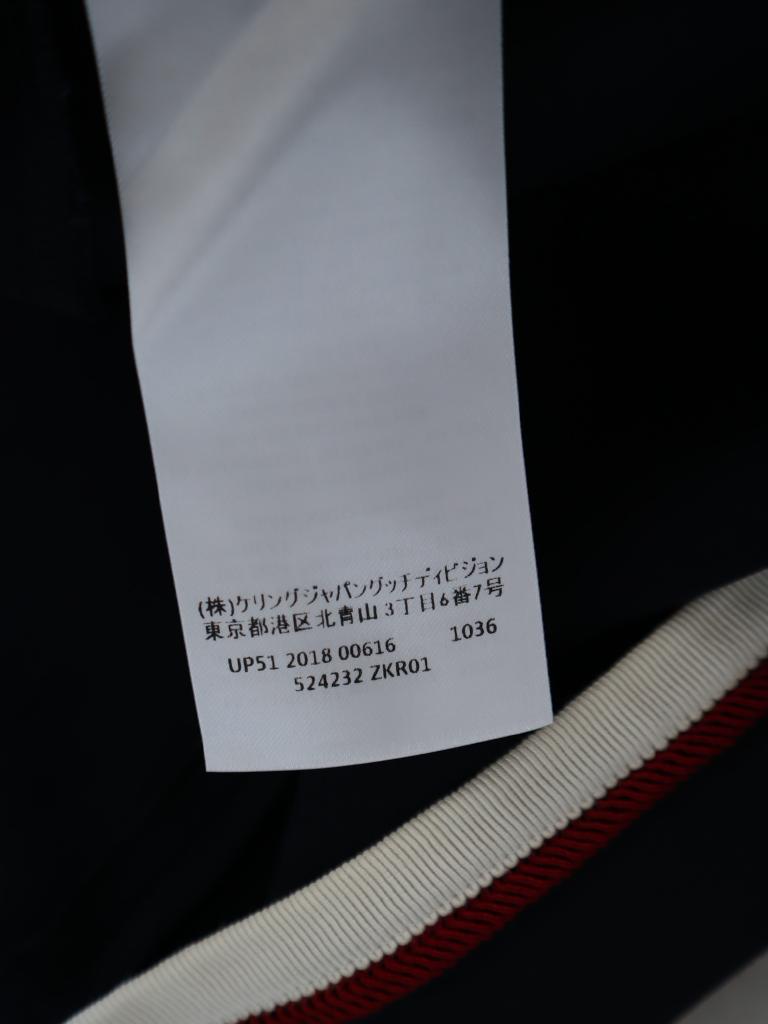 (株)ケリングジャパングッチディビジョン
東京都港区北青山3丁目6番7号
UP51 2018 00616 1036
524232 ZKR01